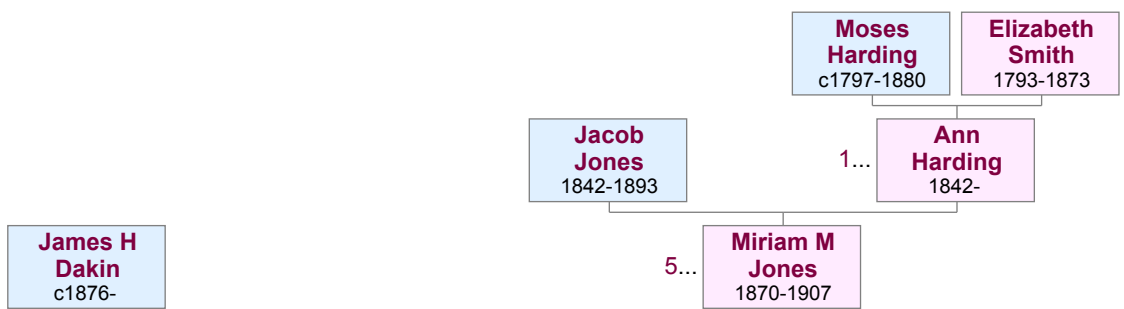 Moses
Harding
c1797-1880
Elizabeth
Smith
1793-1873
Jacob
Jones
1842-1893
1...
Ann
Harding
1842-
James H
Dakin
c1876-
5...
Miriam M
Jones
1870-1907